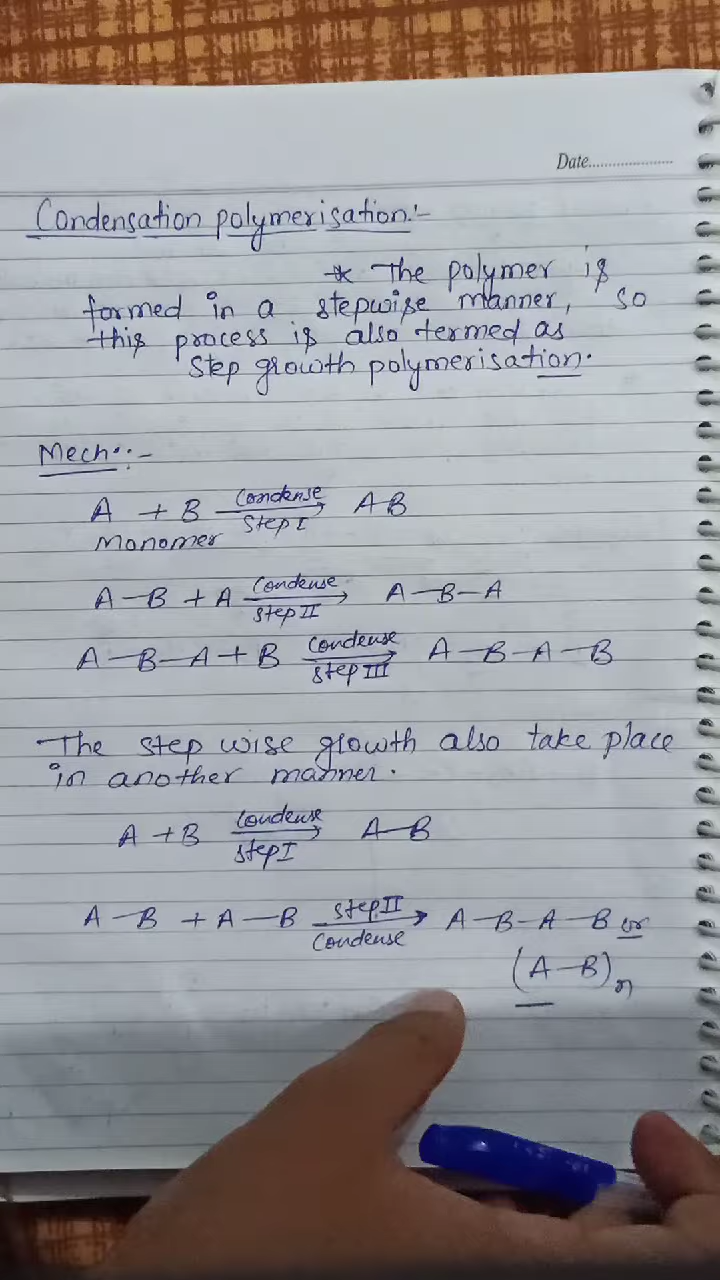 Date.....................
Condensation polymerisation:-
* The polymer is
formed in a stepwise manner, so
this process is also termed as
step growth polymerisation.
Mech:-
A + B Condense Step I → AB
Monomer
A-B + A Condense Step II → A-B-A
A-B-A + B Condense Step III → A-B-A-B
The step wise growth also take place
in another manner.
A + B Condense Step I → A-B
A-B + A-B Step II Condense → A-B-A-B or
(A-B)n